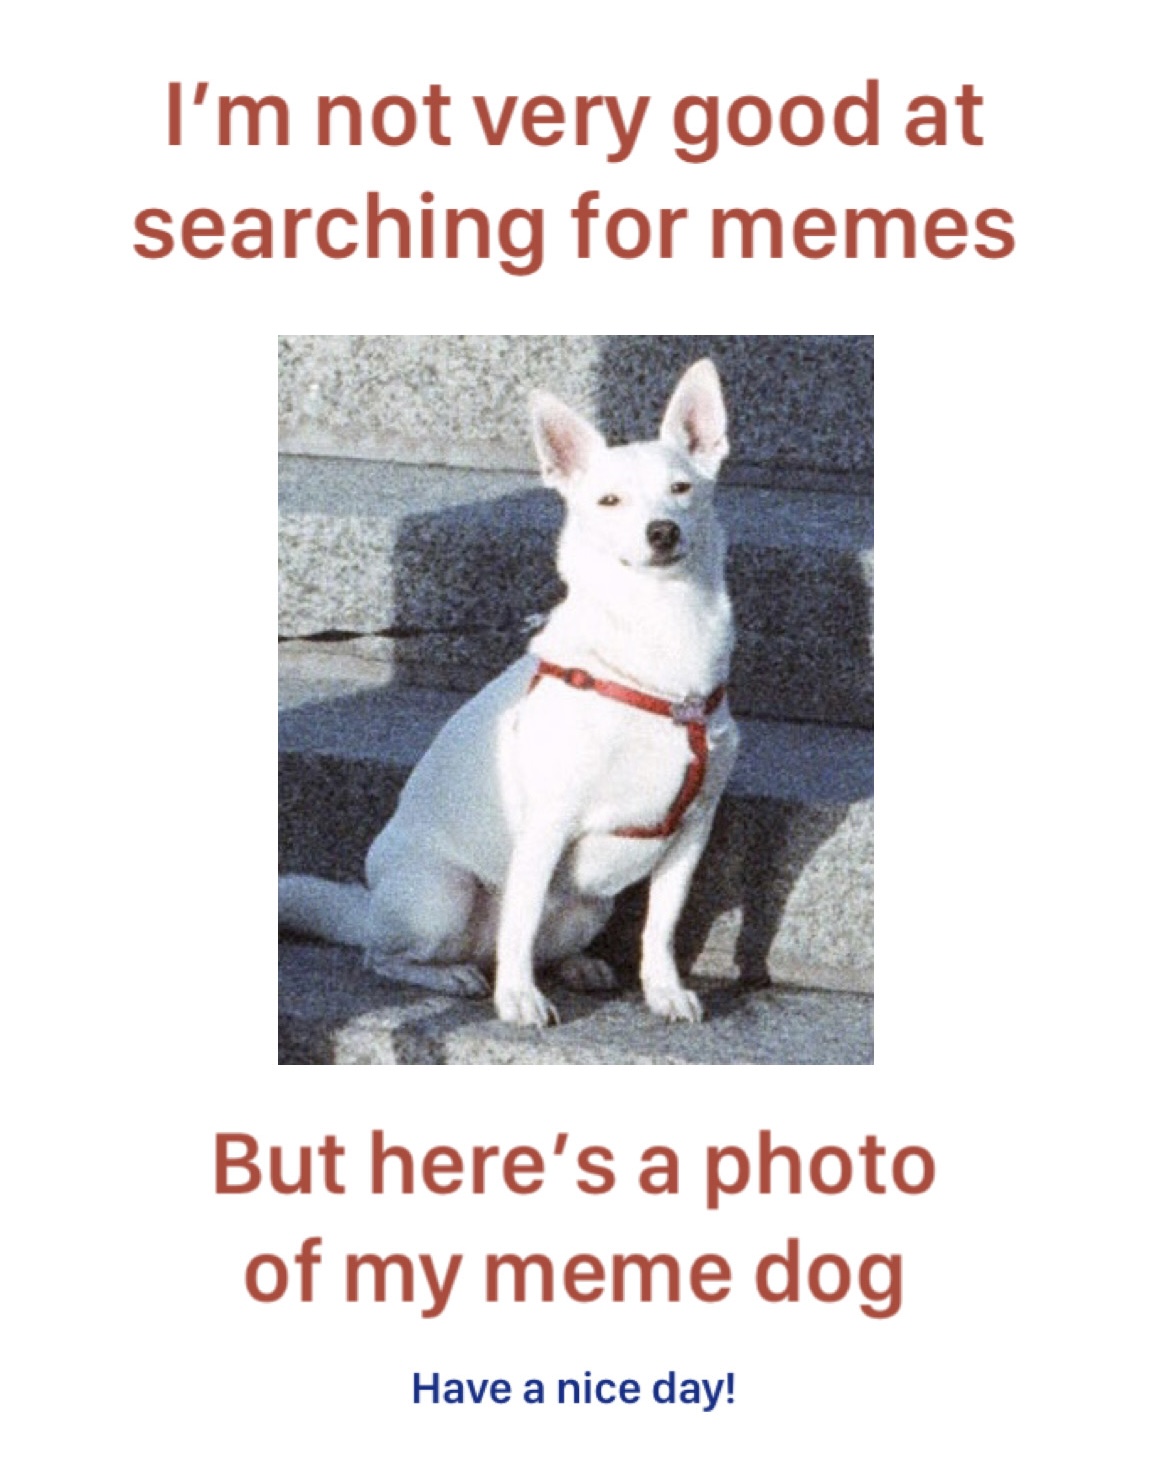 I’m not very good at
searching for memes
But here’s a photo
of my meme dog
Have a nice day!